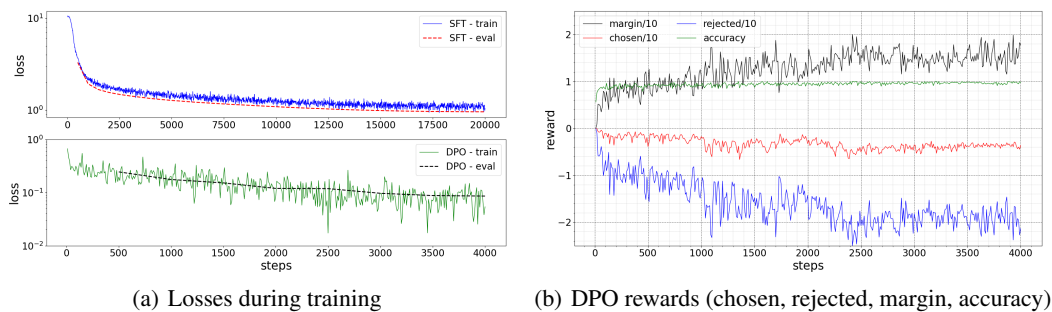 10¹
10⁰
loss
SFT - train
SFT - eval
0 2500 5000 7500 10000 12500 15000 17500 20000
10⁰
10⁻¹
10⁻²
loss
DPO - train
DPO - eval
0 500 1000 1500 2000 2500 3000 3500 4000
steps
(a) Losses during training
2
1
0
−1
−2
reward
margin/10 rejected/10
chosen/10 accuracy
0 500 1000 1500 2000 2500 3000 3500 4000
steps
(b) DPO rewards (chosen, rejected, margin, accuracy)